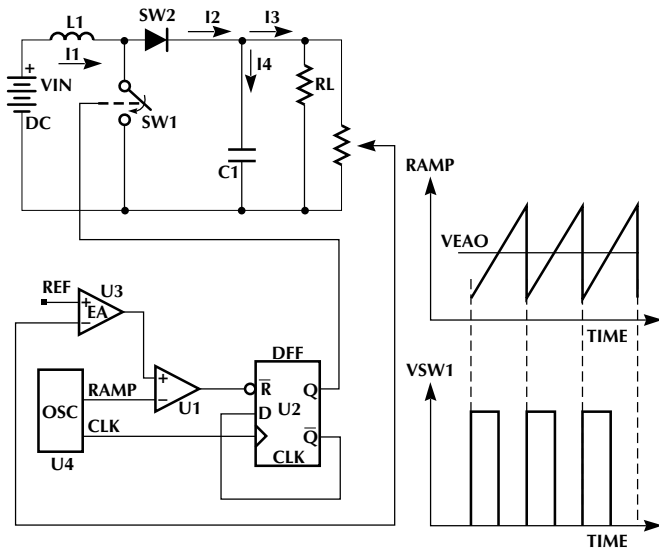 L1
SW2
I2
I3
I1
I4
+
VIN
RL
DC
SW1
C1
RAMP
VEAO
REF
U3
+
EA
−
TIME
DFF
RAMP
+
R
Q
VSW1
−
U1
D
U2
OSC
CLK
Q
U4
CLK
TIME